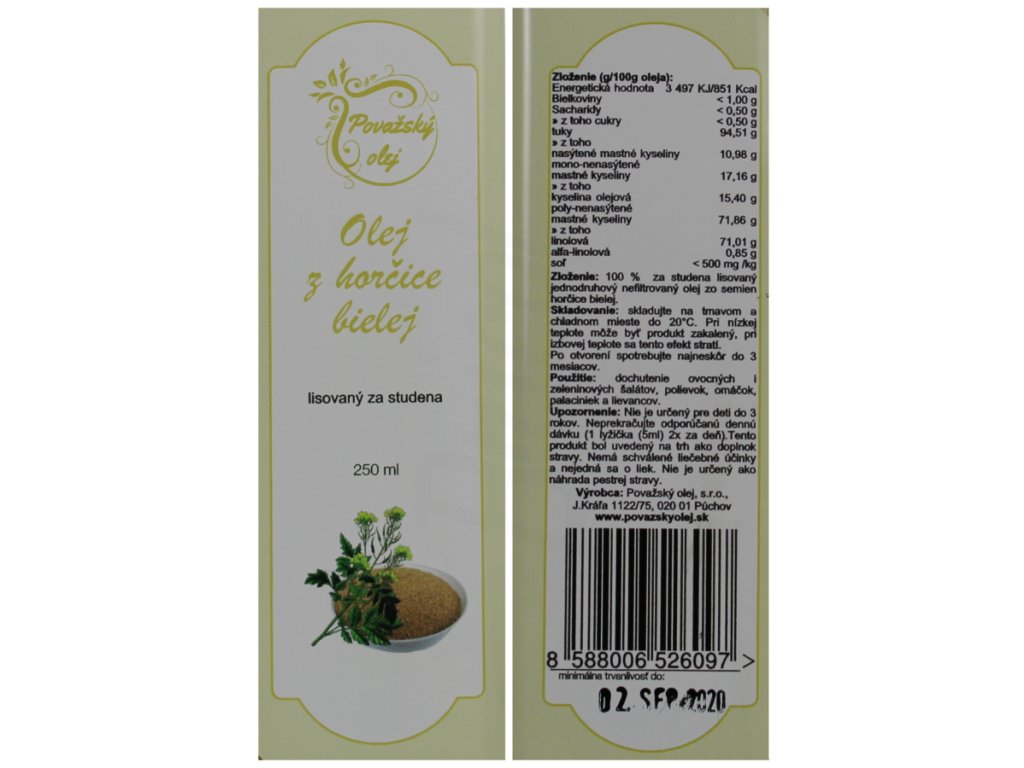 Považský
olej
Olej
z horčice
bielej
lisovaný za studena
250 ml
Zloženie (g/100g oleja):
Energetická hodnota 3 497 KJ/851 Kcal
Bielkoviny < 1,00 g
Sacharidy < 0,50 g
» z toho cukry < 0,50 g
tuky 94,51 g
» z toho
nasýtené mastné kyseliny 10,98 g
mono-nenasýtené
mastné kyseliny 17,16 g
» z toho
kyselina olejová 15,40 g
poly-nenasýtené
mastné kyseliny 71,86 g
» z toho
linolová 71,01 g
alfa-linolová 0,85 g
soľ < 500 mg /kg
Zloženie: 100 % za studena lisovaný
jednodruhový nefiltrovaný olej zo semien
horčice bielej.
Skladovanie: skladujte na tmavom a
chladnom mieste do 20°C. Pri nízkej
teplote môže byť produkt zakalený, pri
izbovej teplote sa tento efekt stratí.
Po otvorení spotrebujte najneskôr do 3
mesiacov.
Použitie: dochutenie ovocných i
zeleninových šalátov, polievok, omáčok,
palaciniek a lievancov.
Upozornenie: Nie je určený pre deti do 3
rokov. Neprekračujte odporúčanú dennú
dávku (1 lyžička (5ml) 2x za deň).Tento
produkt bol uvedený na trh ako doplnok
stravy. Nemá schválené liečebné účinky
a nejedná sa o liek. Nie je určený ako
náhrada pestrej stravy.
Výrobca: Považský olej, s.r.o.,
J.Kráľa 1122/75, 020 01 Púchov
www.povazskyolej.sk
8 588006 526097 >
minimálna trvanlivosť do:
02. SEP 2020